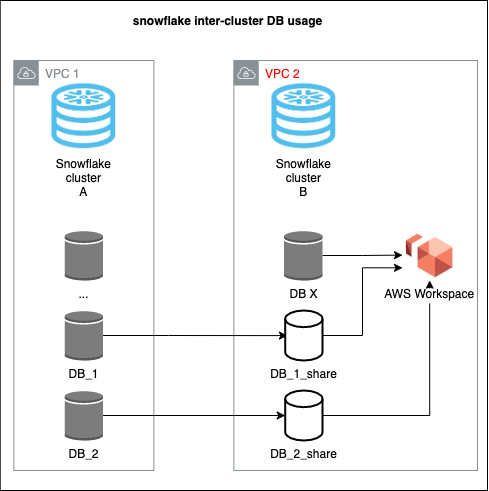 snowflake inter-cluster DB usage
VPC 1
VPC 2
Snowflake
cluster
A
Snowflake
cluster
B
...
DB X
AWS Workspace
DB_1
DB_1_share
DB_2
DB_2_share